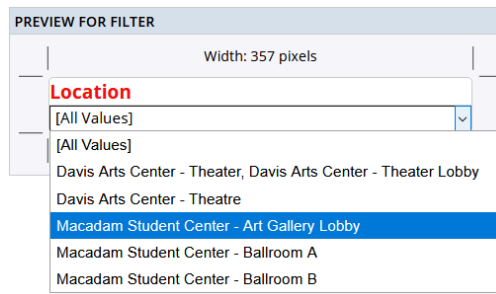 PREVIEW FOR FILTER
Width: 357 pixels
Location
[All Values]
[All Values]
Davis Arts Center - Theater, Davis Arts Center - Theater Lobby
Davis Arts Center - Theatre
Macadam Student Center - Art Gallery Lobby
Macadam Student Center - Ballroom A
Macadam Student Center - Ballroom B